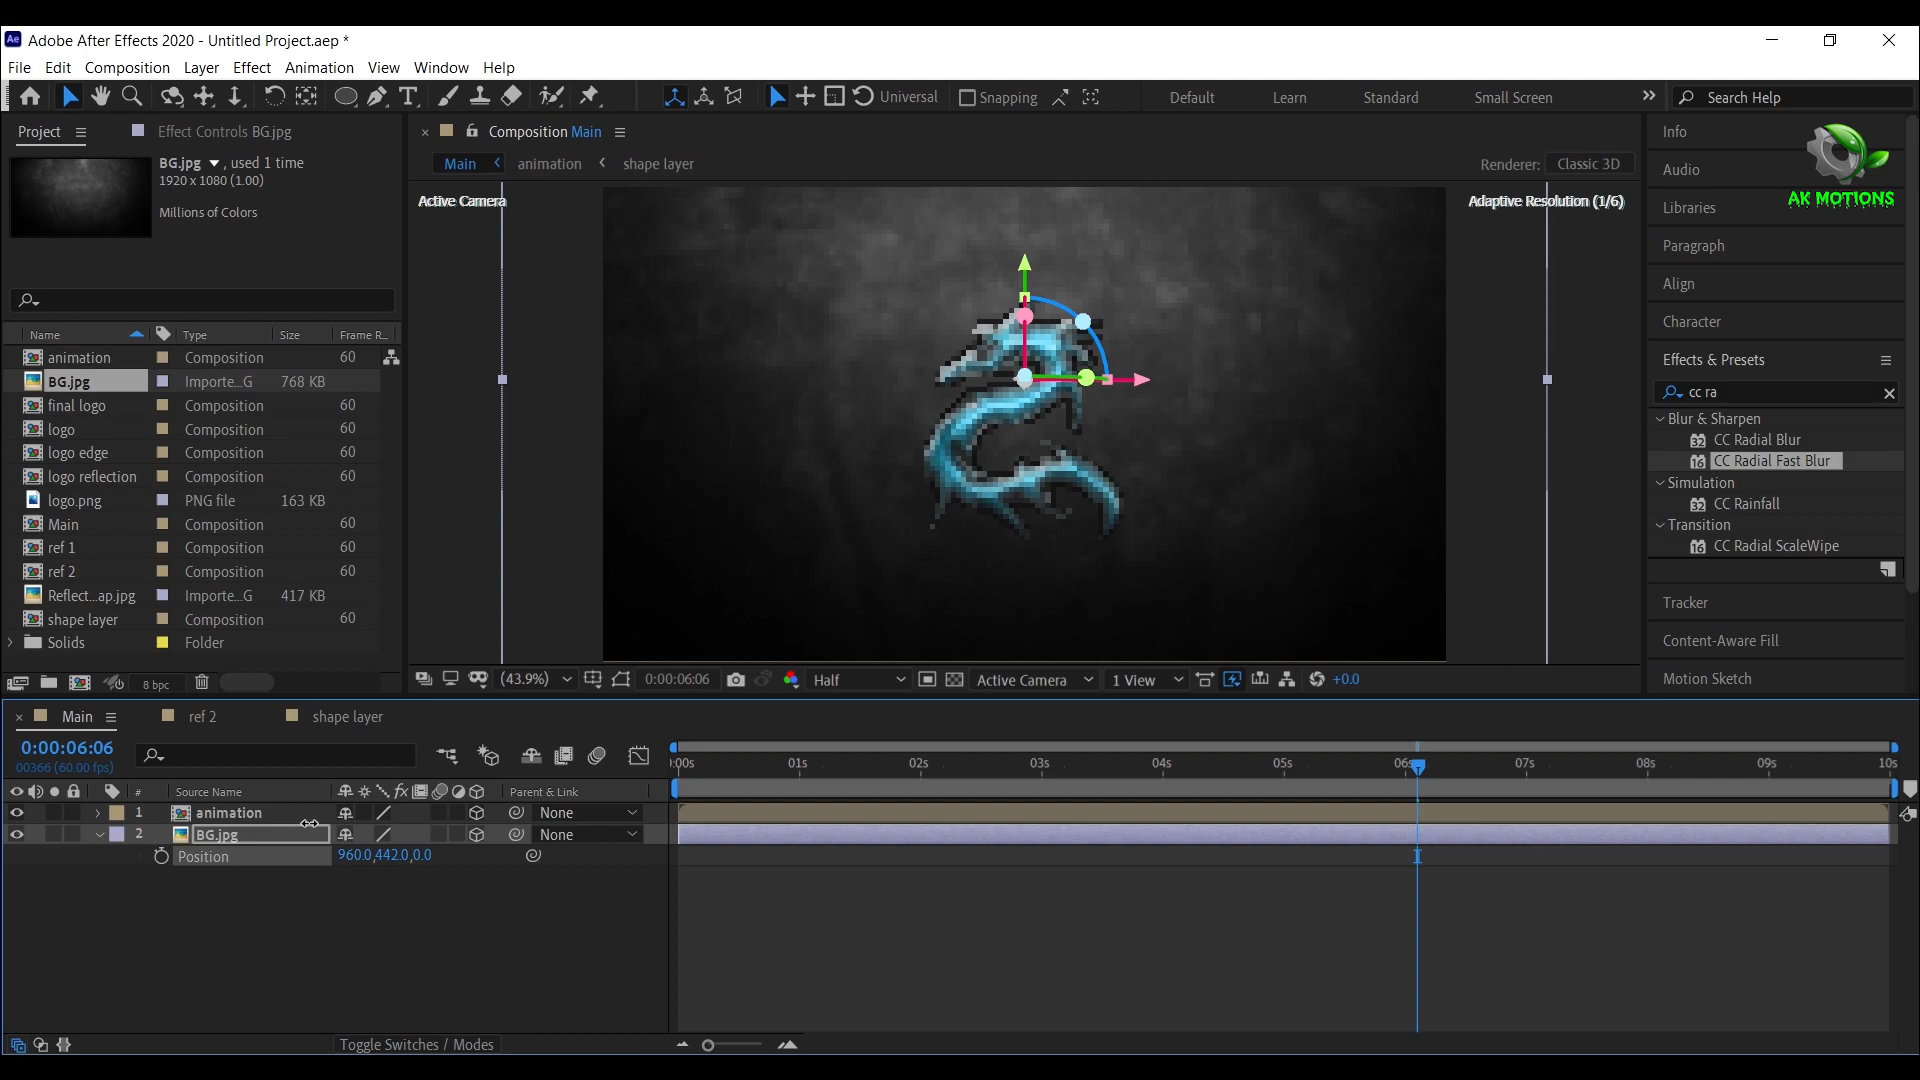 Adobe After Effects 2020 - Untitled Project.aep *
File Edit Composition Layer Effect Animation View Window Help
Universal Snapping Default Learn Standard Small Screen Search Help
Project Effect Controls BG.jpg
BG.jpg , used 1 time
1920 x 1080 (1.00)
Millions of Colors
Name Type Size Frame R...
animation Composition 60
BG.jpg Importe...G 768 KB
final logo Composition 60
logo Composition 60
logo edge Composition 60
logo reflection Composition 60
logo.png PNG file 163 KB
Main Composition 60
ref 1 Composition 60
ref 2 Composition 60
Reflect...ap.jpg Importe...G 417 KB
shape layer Composition 60
Solids Folder
8 bpc
Composition Main
Main animation shape layer
Renderer: Classic 3D
Active Camera
Adaptive Resolution (1/6)
(43.9%) 0:00:06:06 Half Active Camera 1 View +0.0
Info
Audio
AK MOTIONS
Libraries
Paragraph
Align
Character
Effects & Presets
cc ra
Blur & Sharpen
32 CC Radial Blur
16 CC Radial Fast Blur
Simulation
32 CC Rainfall
Transition
16 CC Radial ScaleWipe
Tracker
Content-Aware Fill
Motion Sketch
Main ref 2 shape layer
0:00:06:06
00366 (60.00 fps)
):00s 01s 02s 03s 04s 05s 06s 07s 08s 09s 10s
# Source Name fx Parent & Link
1 animation None
2 BG.jpg None
Position 960.0,442.0,0.0
Toggle Switches / Modes